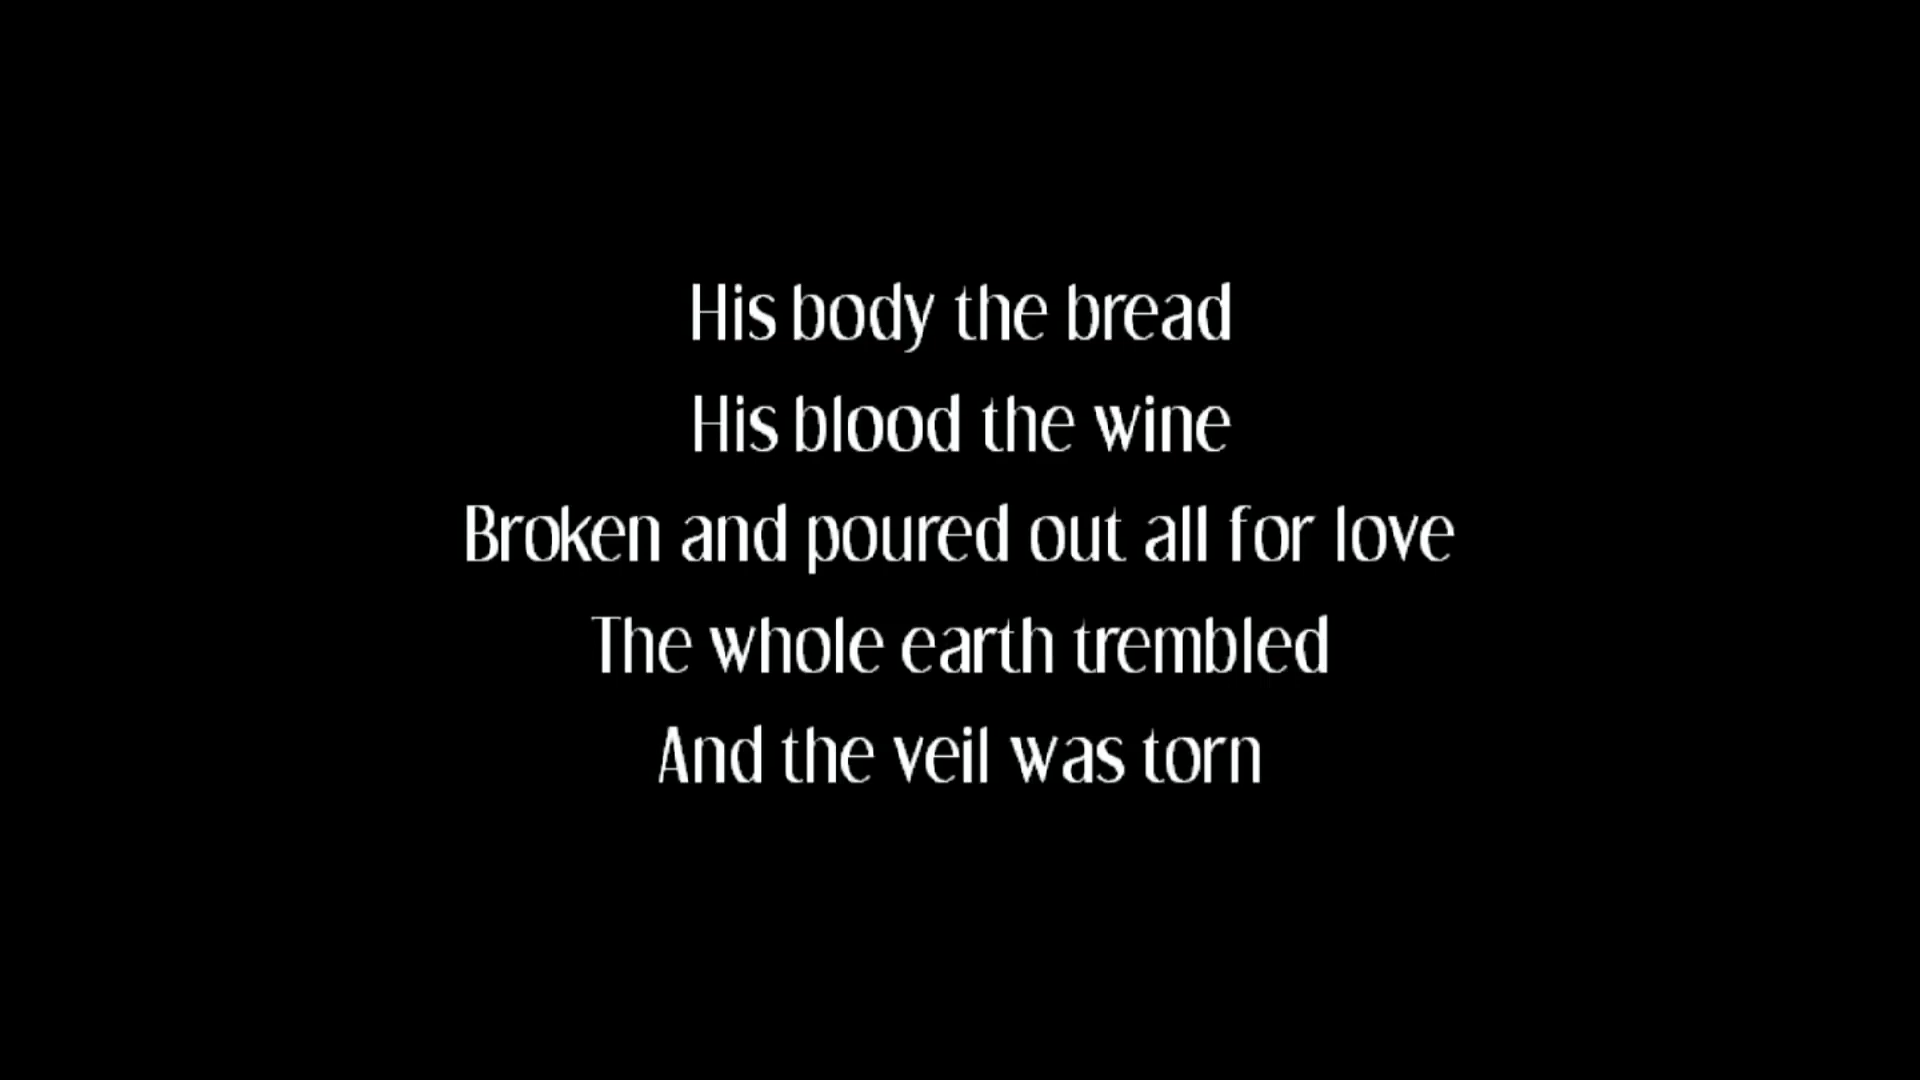 His body the bread
His blood the wine
Broken and poured out all for love
The whole earth trembled
And the veil was torn